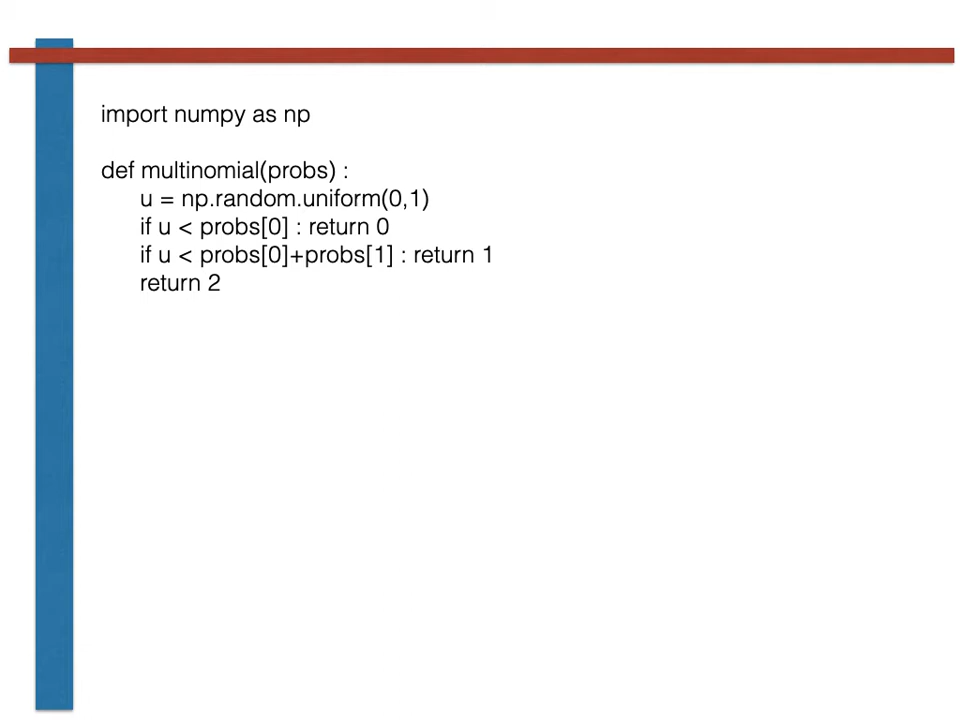 import numpy as np
def multinomial(probs) :
u = np.random.uniform(0,1)
if u < probs[0] : return 0
if u < probs[0]+probs[1] : return 1
return 2